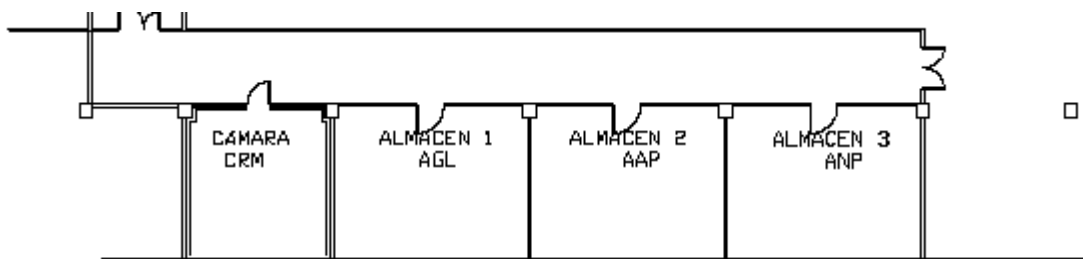 CAMARA
CRM
ALMACEN 1
AGL
ALMACEN 2
AAP
ALMACEN 3
ANP